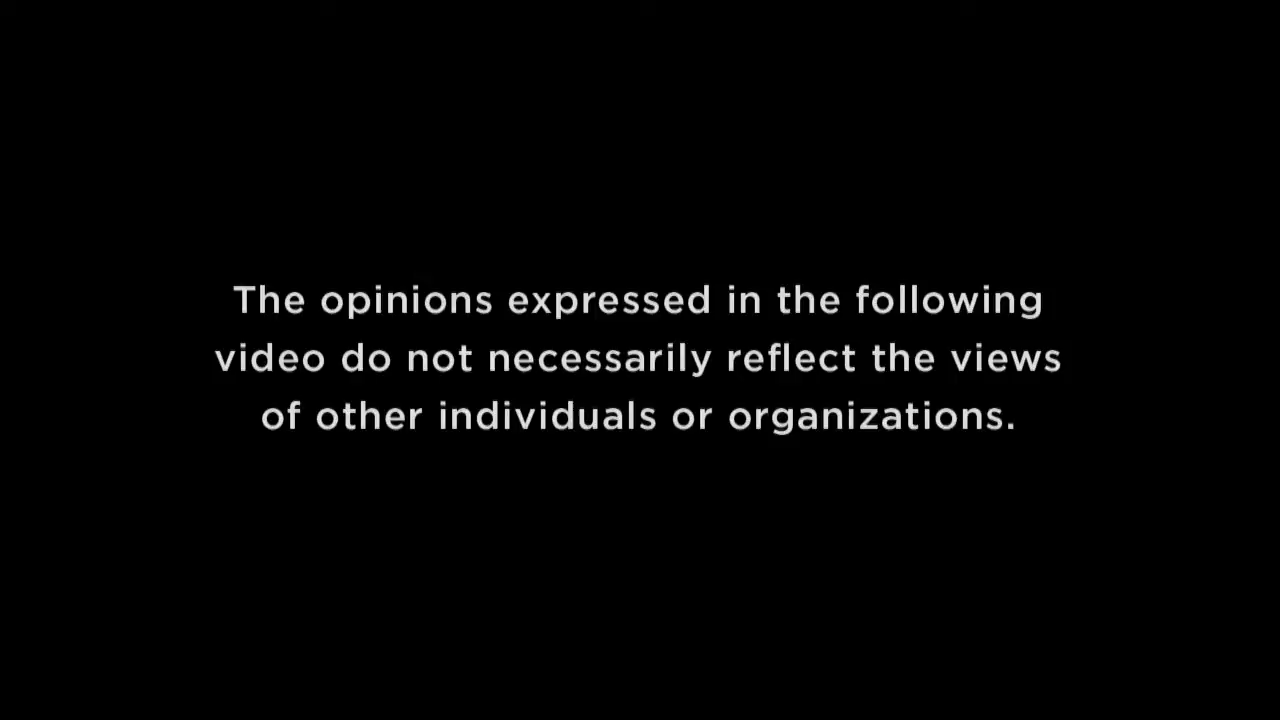 The opinions expressed in the following
video do not necessarily reflect the views
of other individuals or organizations.